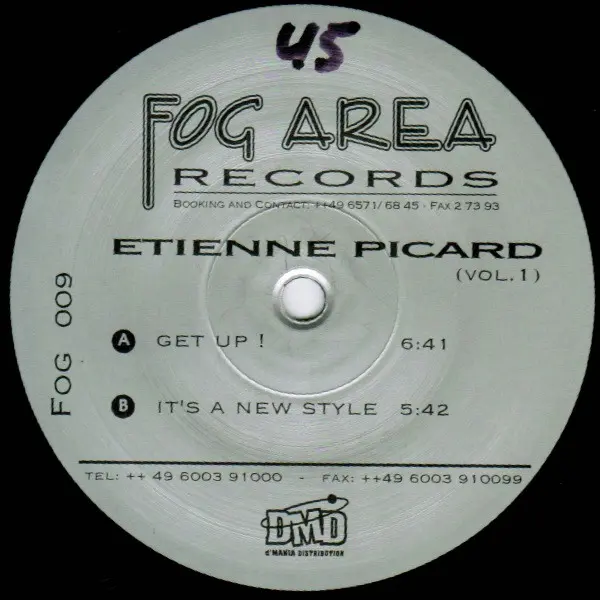 45
FOG AREA
RECORDS
BOOKING AND CONTACT: ++49 6571/ 68 45 - FAX 2 73 93
ETIENNE PICARD
(VOL.1)
FOG 009
A GET UP ! 6:41
B IT'S A NEW STYLE 5:42
TEL: ++ 49 6003 91000 - FAX: ++49 6003 910099
DMD
d'MANIA DISTRIBUTION